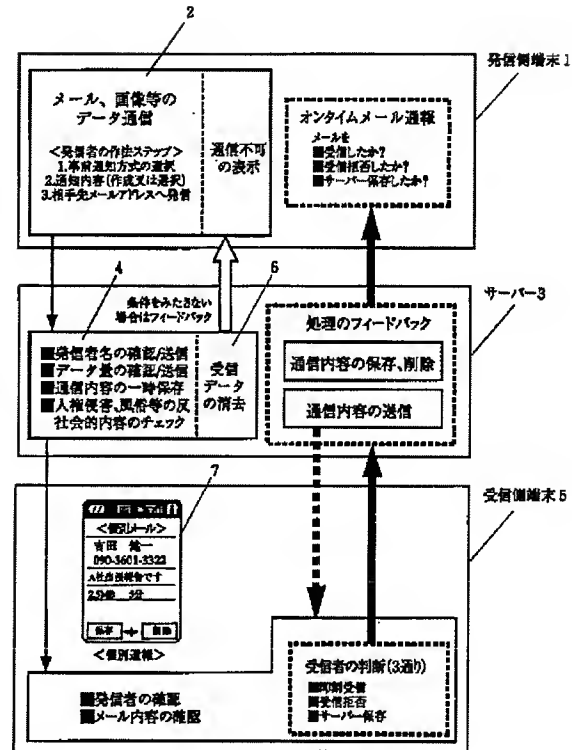 2
発信側端末1
メール、画像等の
データ通信
<発信者の作法ステップ>
1.事前通知方式の選択
2.通知内容(作成又は選択)
3.相手先メールアドレスへ発信
通信不可
の表示
オンタイムメール通報
メールを
■受信したか?
■受信拒否したか?
■サーバー保存したか?
4
条件をみたさない
場合はフィードバック
6
サーバー3
■発信者名の確認/送信
■データ量の確認/送信
■通信内容の一時保存
■人権侵害、風俗等の反
社会的内容のチェック
受信
データ
の消去
処理のフィードバック
通信内容の保存、削除
通信内容の送信
7
受信側端末5
<個別メール>
吉田
090-3601-3322
保存
削除
<個別通報>
■発信者の確認
■メール内容の確認
受信者の判断(3通り)
■即刻受信
■受信拒否
■サーバー保存